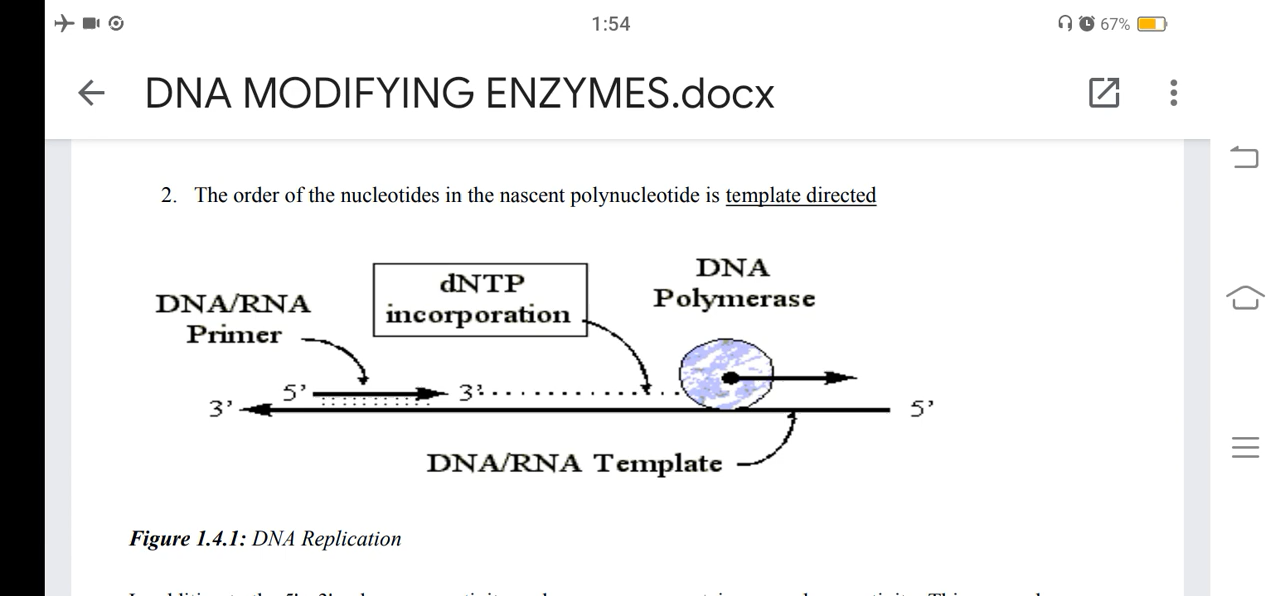 1:54
67%
DNA MODIFYING ENZYMES.docx
2. The order of the nucleotides in the nascent polynucleotide is template directed
DNA/RNA
Primer
dNTP
incorporation
DNA
Polymerase
5’
3’
3’
5’
DNA/RNA Template
Figure 1.4.1: DNA Replication